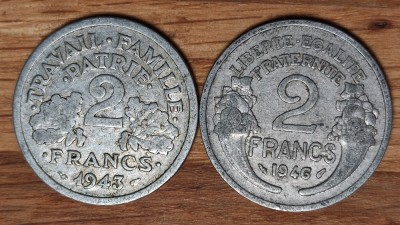 TRAVAIL · FAMILLE
· PATRIE ·
2
FRANCS
1943
LIBERTE · EGALITE
FRATERNITE
2
FRANCS
1946